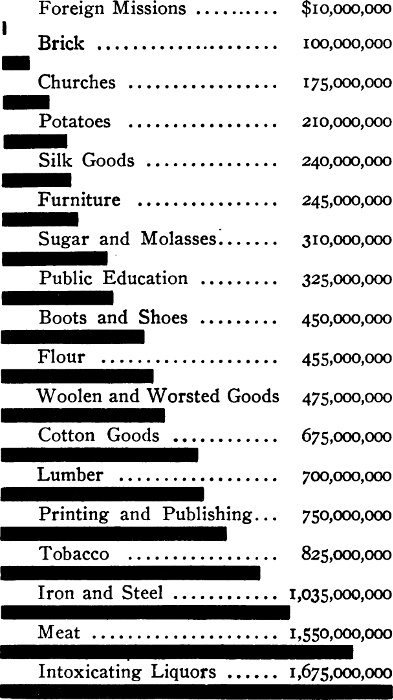 Foreign Missions .......... $10,000,000
Brick ...................... 100,000,000
Churches ................. 175,000,000
Potatoes ................. 210,000,000
Silk Goods ............... 240,000,000
Furniture ................ 245,000,000
Sugar and Molasses....... 310,000,000
Public Education ......... 325,000,000
Boots and Shoes ......... 450,000,000
Flour .................... 455,000,000
Woolen and Worsted Goods 475,000,000
Cotton Goods ............ 675,000,000
Lumber .................. 700,000,000
Printing and Publishing... 750,000,000
Tobacco ................. 825,000,000
Iron and Steel ............ 1,035,000,000
Meat ..................... 1,550,000,000
Intoxicating Liquors ...... 1,675,000,000